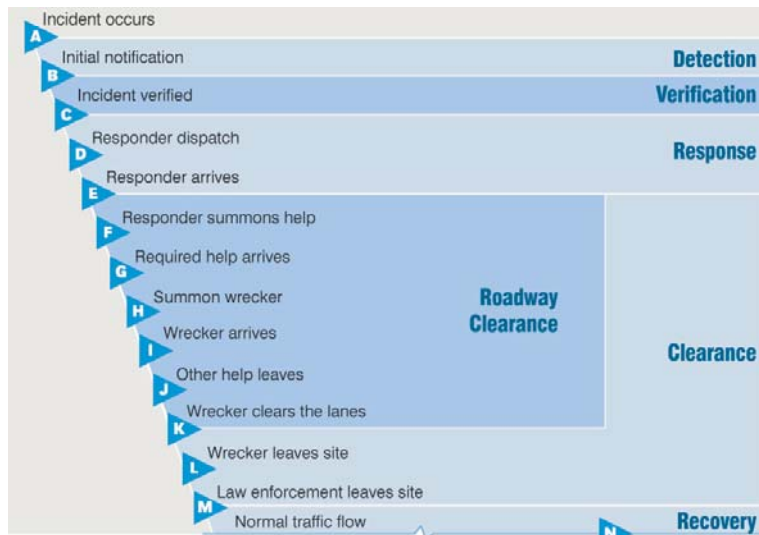 Incident occurs
A
Initial notification
Detection
B
Incident verified
Verification
C
Responder dispatch
D
Response
Responder arrives
E
Responder summons help
F
Required help arrives
G
Summon wrecker
H
Roadway
Clearance
Wrecker arrives
I
Clearance
Other help leaves
J
Wrecker clears the lanes
K
Wrecker leaves site
L
Law enforcement leaves site
M
Normal traffic flow
N
Recovery